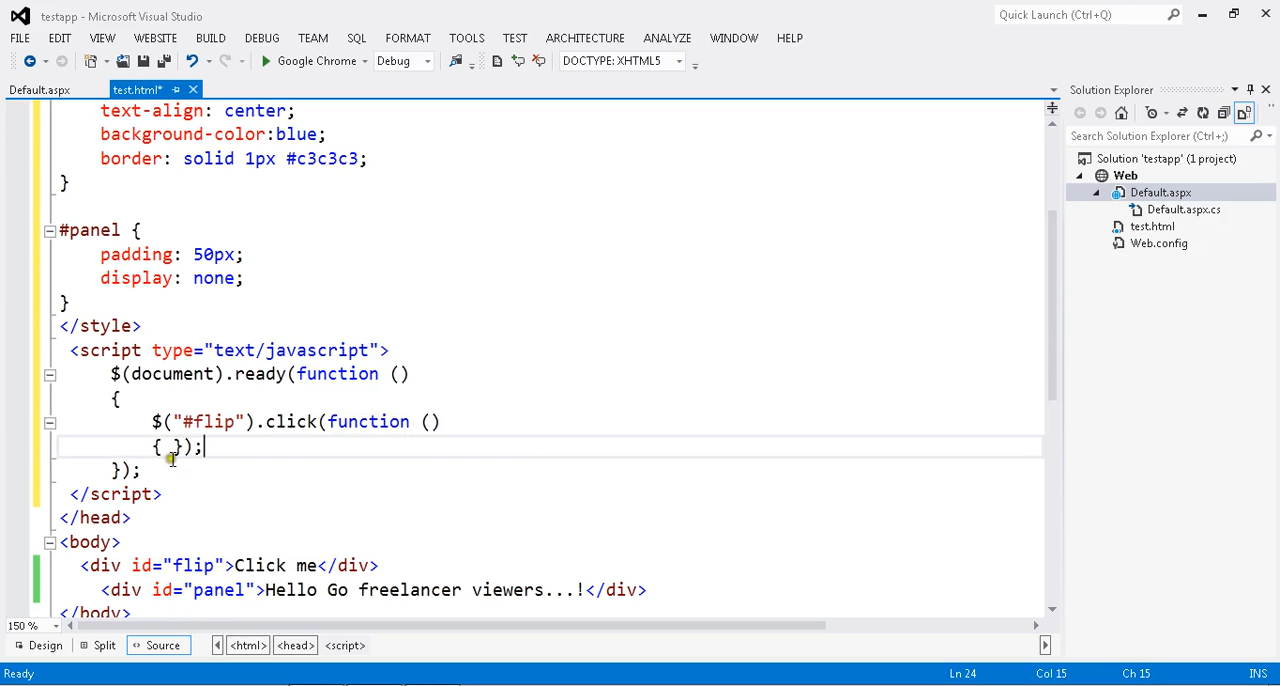 testapp - Microsoft Visual Studio
Quick Launch (Ctrl+Q)
FILE EDIT VIEW WEBSITE BUILD DEBUG TEAM SQL FORMAT TOOLS TEST ARCHITECTURE ANALYZE WINDOW HELP
Google Chrome Debug DOCTYPE: XHTML5
Default.aspx test.html*
text-align: center;
background-color:blue;
border: solid 1px #c3c3c3;
}
#panel {
padding: 50px;
display: none;
}
</style>
<script type="text/javascript">
$(document).ready(function ()
{
$("#flip").click(function ()
{ });
});
</script>
</head>
<body>
<div id="flip">Click me</div>
<div id="panel">Hello Go freelancer viewers...!</div>
</body>
150 %
Design Split Source <html> <head> <script>
Ready Ln 24 Col 15 Ch 15 INS
Solution Explorer
Search Solution Explorer (Ctrl+;)
Solution 'testapp' (1 project)
Web
Default.aspx
Default.aspx.cs
test.html
Web.config